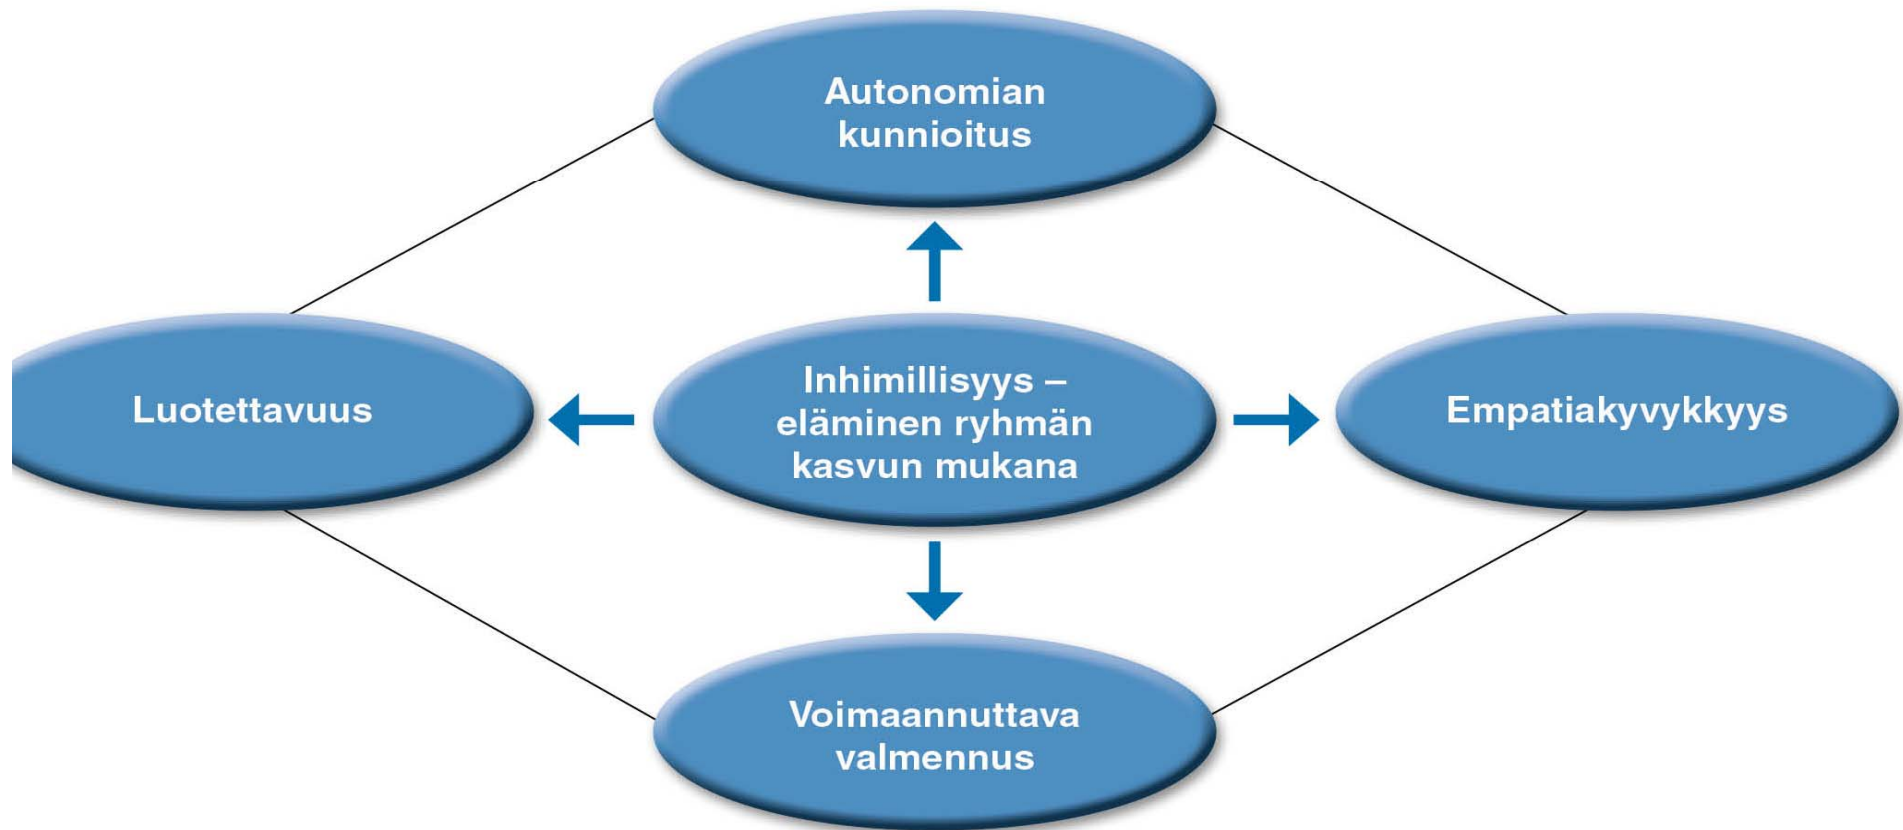 Autonomian
kunnioitus
Luotettavuus
Inhimillisyys –
eläminen ryhmän
kasvun mukana
Empatiakyvykkyys
Voimaannuttava
valmennus